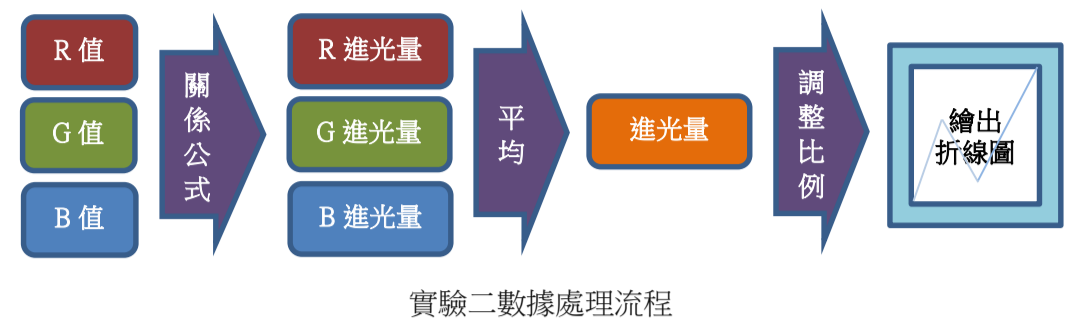 R 值
G 值
B 值
關係公式
R 進光量
G 進光量
B 進光量
平均
進光量
調整比例
繪出
折線圖
實驗二數據處理流程